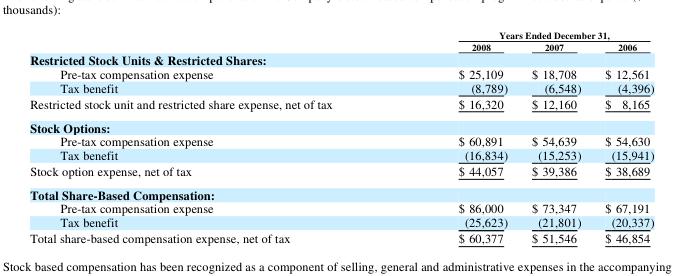 thousands):
Years Ended December 31,
2008 2007 2006
Restricted Stock Units & Restricted Shares:
Pre-tax compensation expense $ 25,109 $ 18,708 $ 12,561
Tax benefit (8,789) (6,548) (4,396)
Restricted stock unit and restricted share expense, net of tax $ 16,320 $ 12,160 $ 8,165
Stock Options:
Pre-tax compensation expense $ 60,891 $ 54,639 $ 54,630
Tax benefit (16,834) (15,253) (15,941)
Stock option expense, net of tax $ 44,057 $ 39,386 $ 38,689
Total Share-Based Compensation:
Pre-tax compensation expense $ 86,000 $ 73,347 $ 67,191
Tax benefit (25,623) (21,801) (20,337)
Total share-based compensation expense, net of tax $ 60,377 $ 51,546 $ 46,854
Stock based compensation has been recognized as a component of selling, general and administrative expenses in the accompanying